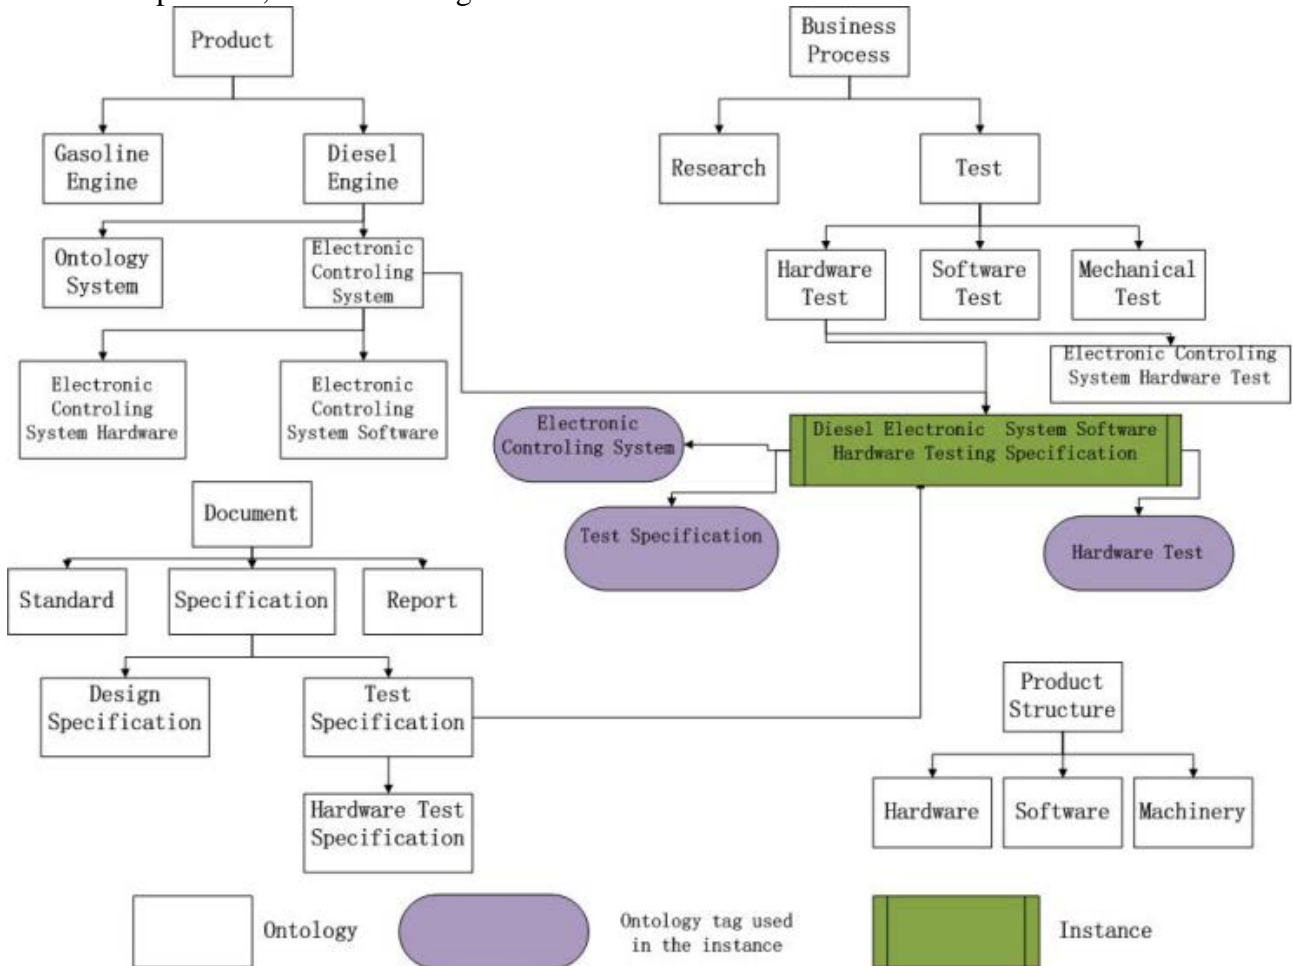 Product
Business
Process
Gasoline
Engine
Diesel
Engine
Research
Test
Ontology
System
Electronic
Controling
System
Hardware
Test
Software
Test
Mechanical
Test
Electronic Controling
System Hardware Test
Electronic
Controling
System Hardware
Electronic
Controling
System Software
Electronic
Controling System
Diesel Electronic System Software
Hardware Testing Specification
Document
Test Specification
Hardware Test
Standard
Specification
Report
Design
Specification
Test
Specification
Product
Structure
Hardware Test
Specification
Hardware
Software
Machinery
Ontology
Ontology tag used
in the instance
Instance